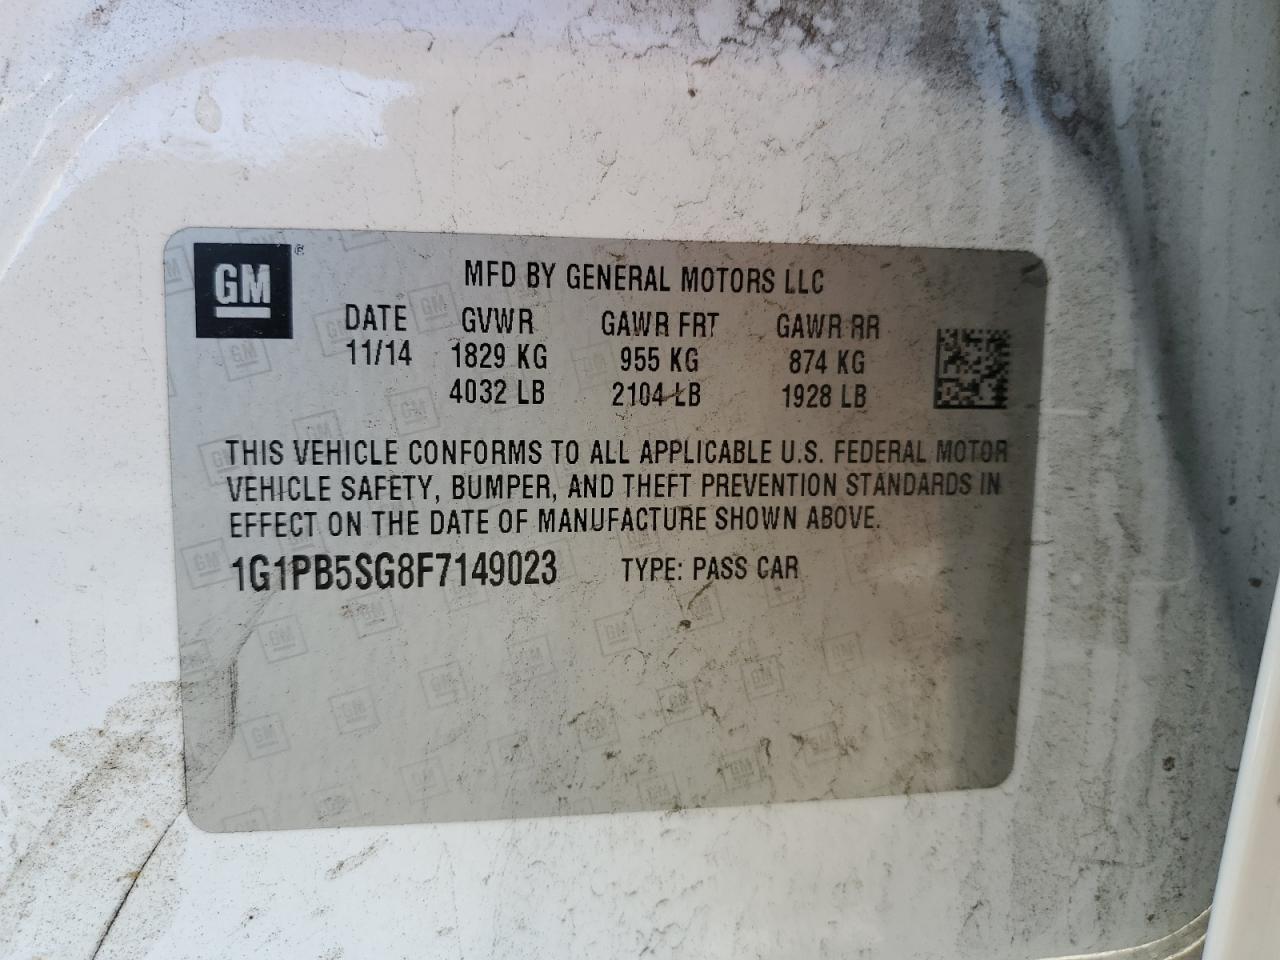 GM ®
MFD BY GENERAL MOTORS LLC
DATE GVWR GAWR FRT GAWR RR
11/14 1829 KG 955 KG 874 KG
4032 LB 2104 LB 1928 LB
THIS VEHICLE CONFORMS TO ALL APPLICABLE U.S. FEDERAL MOTOR
VEHICLE SAFETY, BUMPER, AND THEFT PREVENTION STANDARDS IN
EFFECT ON THE DATE OF MANUFACTURE SHOWN ABOVE.
1G1PB5SG8F7149023 TYPE: PASS CAR